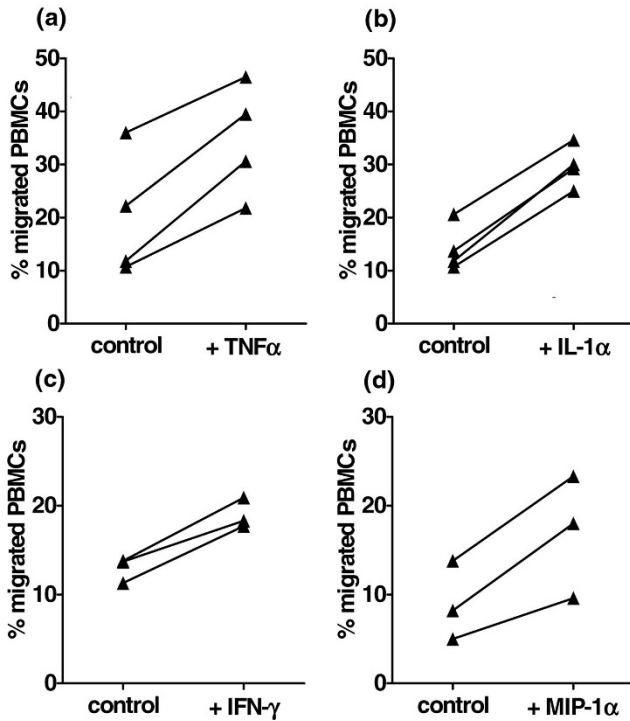 (a)
% migrated PBMCs
50
40
30
20
10
0
control
+ TNFα
(b)
% migrated PBMCs
50
40
30
20
10
0
control
+ IL-1α
(c)
% migrated PBMCs
30
20
10
0
control
+ IFN-γ
(d)
% migrated PBMCs
30
20
10
0
control
+ MIP-1α